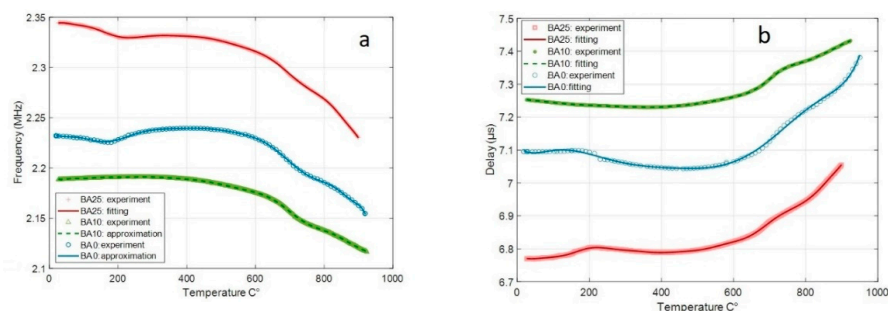 2.35
a
2.3
2.25
2.2
2.15
2.1
Frequency (MHz)
BA25: experiment
BA25: fitting
BA10: experiment
BA10: approximation
BA0: experiment
BA0: approximation
0
200
400
600
800
1000
Temperature C°
7.5
b
7.4
7.3
7.2
7.1
7
6.9
6.8
6.7
Delay (µs)
BA25: experiment
BA25: fitting
BA10: experiment
BA10: fitting
BA0:experiment
BA0:fitting
0
200
400
600
800
1000
Temperature C°